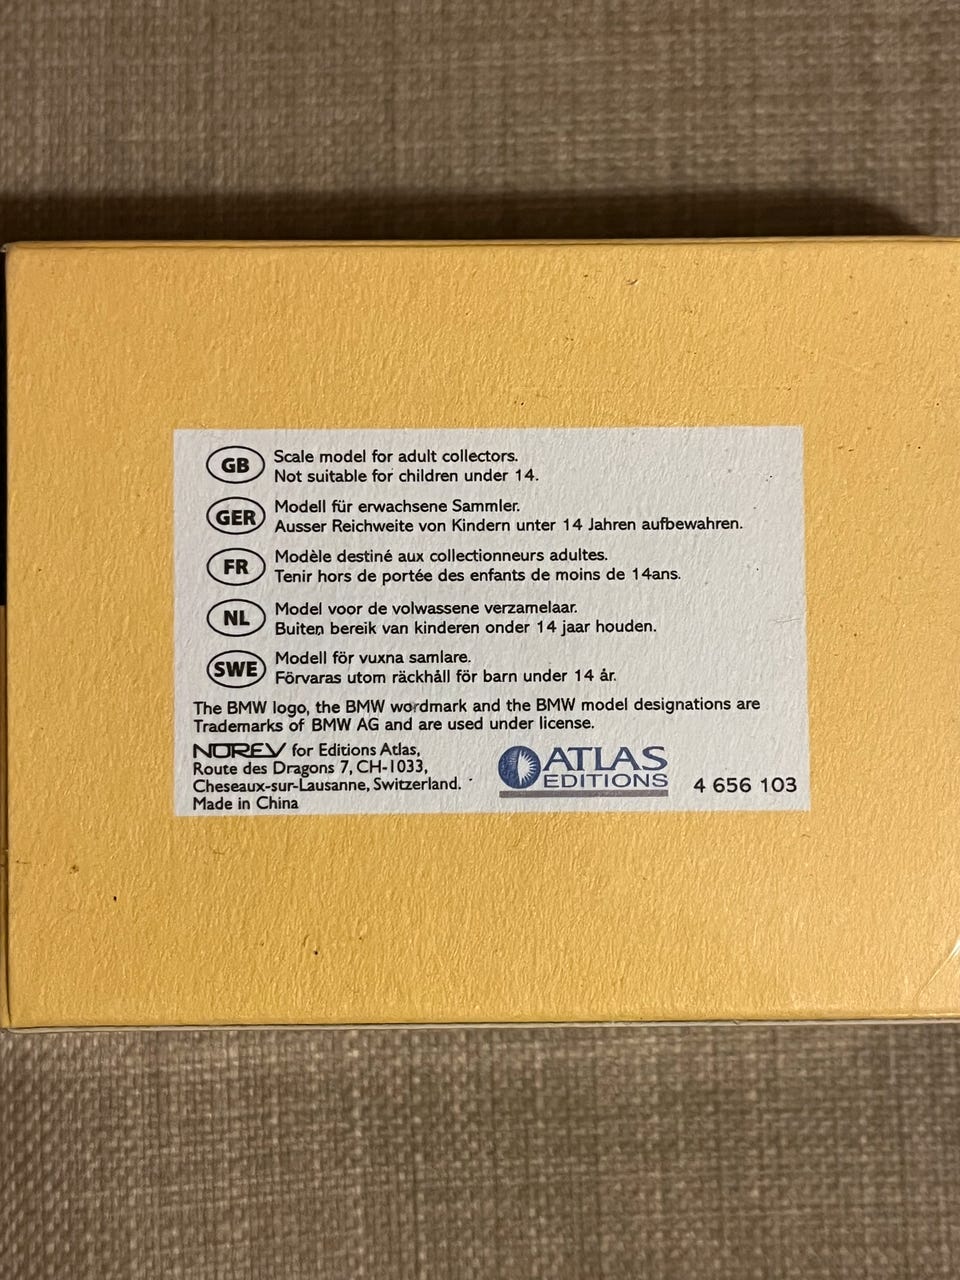 GB Scale model for adult collectors.
Not suitable for children under 14.
GER Modell für erwachsene Sammler.
Ausser Reichweite von Kindern unter 14 Jahren aufbewahren.
FR Modèle destiné aux collectionneurs adultes.
Tenir hors de portée des enfants de moins de 14ans.
NL Model voor de volwassene verzamelaar.
Buiten bereik van kinderen onder 14 jaar houden.
SWE Modell för vuxna samlare.
Förvaras utom räckhåll för barn under 14 år.
The BMW logo, the BMW wordmark and the BMW model designations are
Trademarks of BMW AG and are used under license.
NOREV for Editions Atlas,
Route des Dragons 7, CH-1033,
Cheseaux-sur-Lausanne, Switzerland.
Made in China
ATLAS
EDITIONS
4 656 103